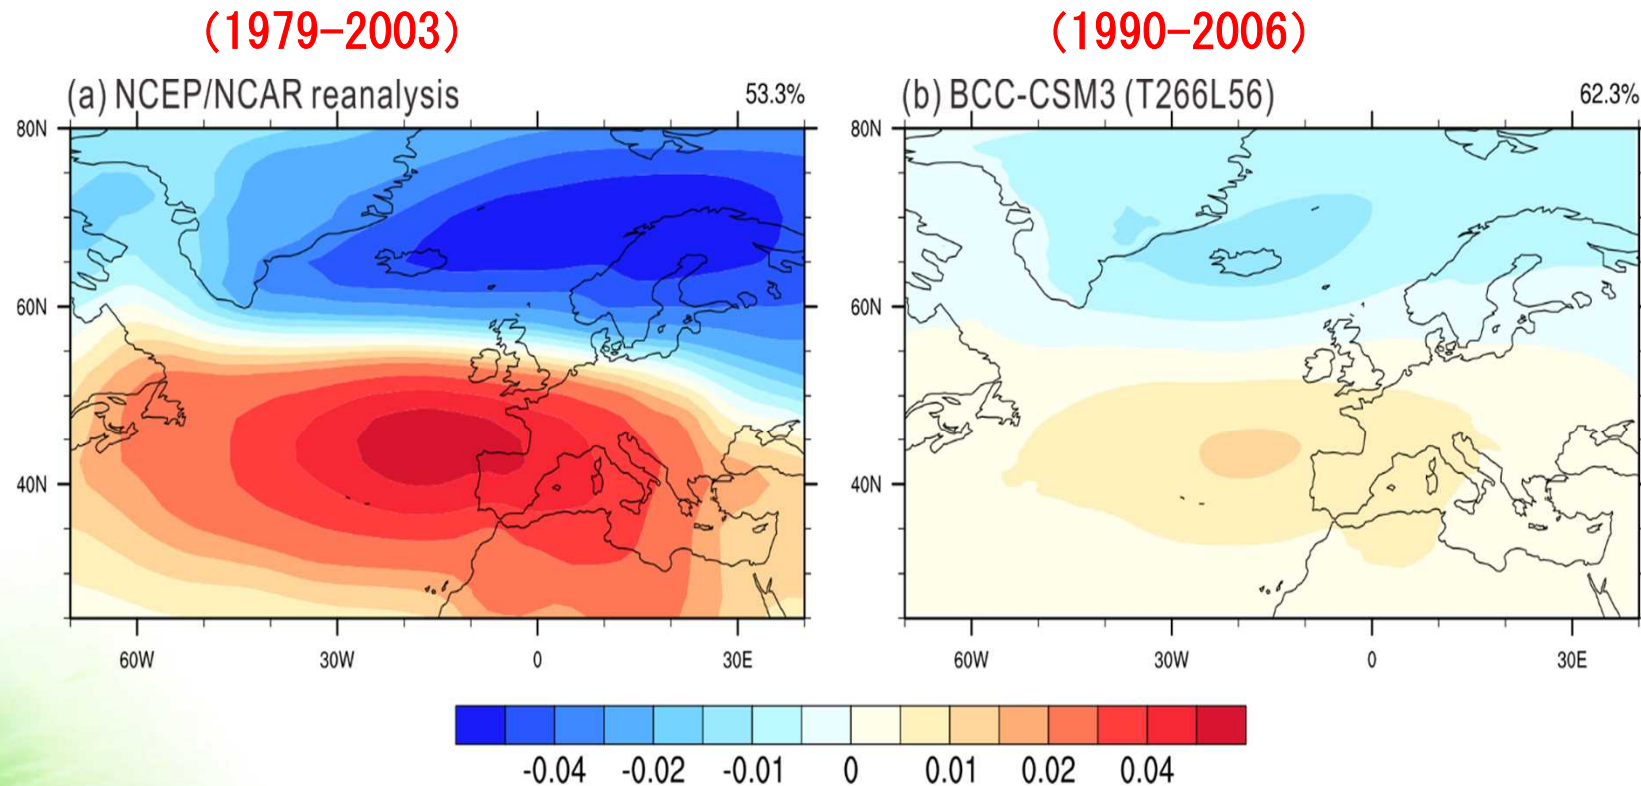 (1979-2003)
(1990-2006)
(a) NCEP/NCAR reanalysis
53.3%
(b) BCC-CSM3 (T266L56)
62.3%
80N
60N
40N
60W
30W
0
30E
80N
60N
40N
60W
30W
0
30E
-0.04
-0.02
-0.01
0
0.01
0.02
0.04